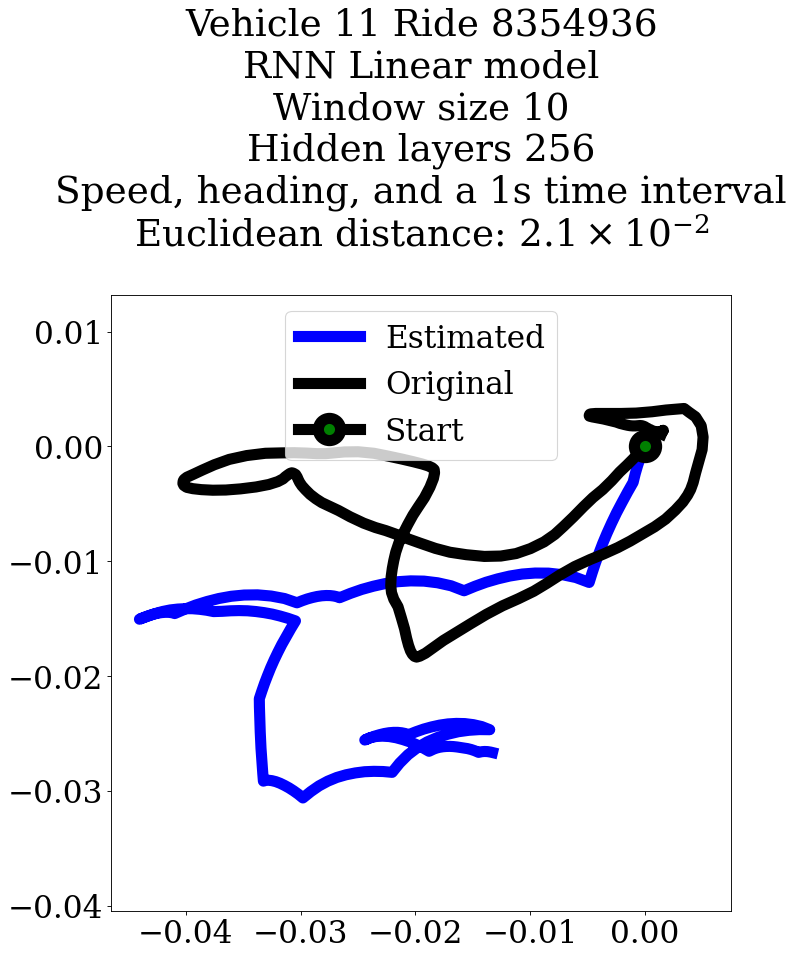 Vehicle 11 Ride 8354936
RNN Linear model
Window size 10
Hidden layers 256
Speed, heading, and a 1s time interval
Euclidean distance: 2.1 × 10⁻²
Estimated
Original
Start
0.01
0.00
−0.01
−0.02
−0.03
−0.04
−0.04 −0.03 −0.02 −0.01 0.00